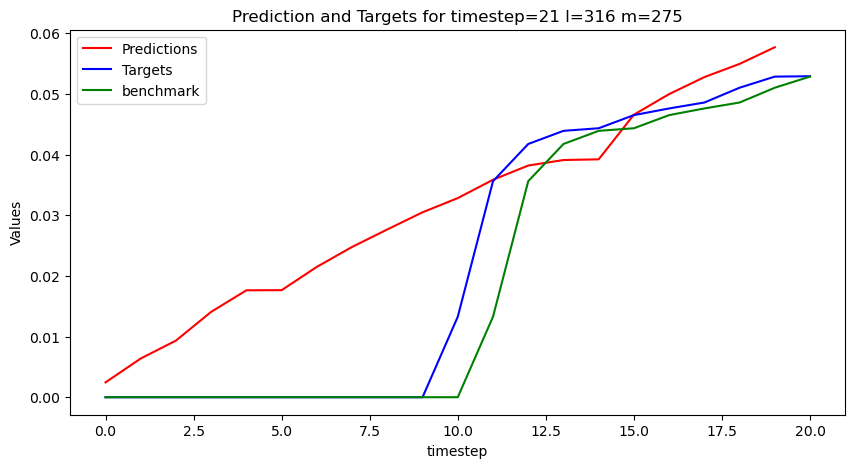 Prediction and Targets for timestep=21 l=316 m=275
Predictions
Targets
benchmark
Values
0.06
0.05
0.04
0.03
0.02
0.01
0.00
0.0 2.5 5.0 7.5 10.0 12.5 15.0 17.5 20.0
timestep